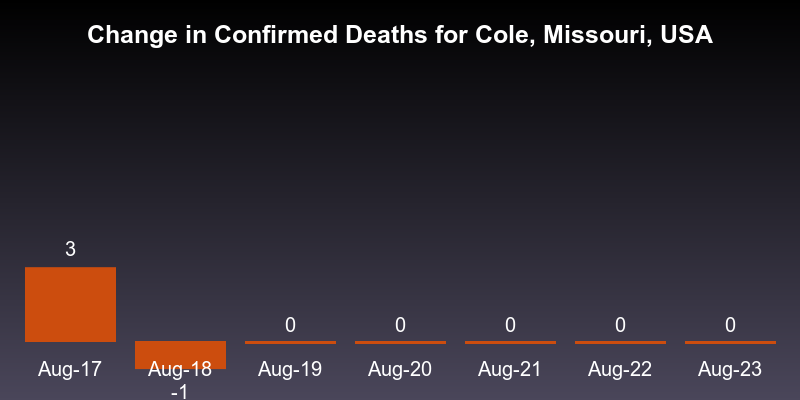 Change in Confirmed Deaths for Cole, Missouri, USA
3
0 0 0 0 0
Aug-17 Aug-18 Aug-19 Aug-20 Aug-21 Aug-22 Aug-23
-1